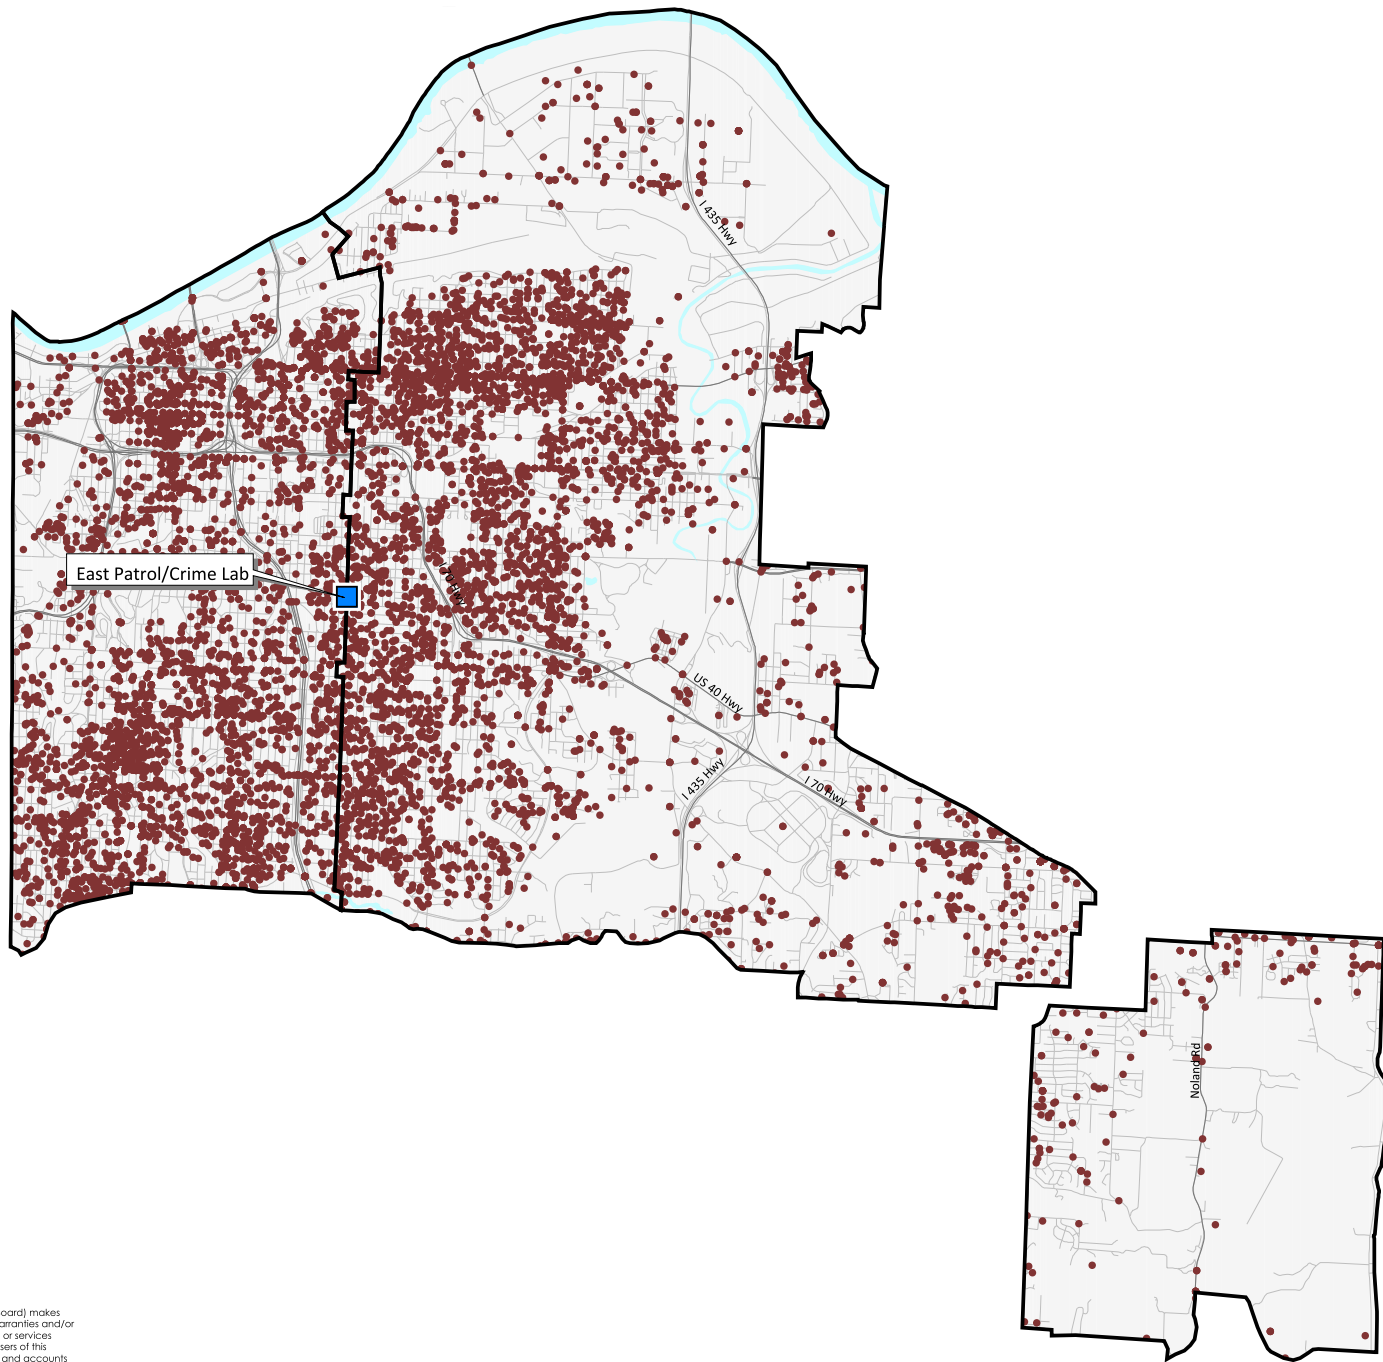 I 435 Hwy
East Patrol/Crime Lab
I 70 Hwy
US 40 Hwy
I 435 Hwy
I 70 Hwy
Noland Rd
oard) makes
arranties and/or
or services
sers of this
and accounts